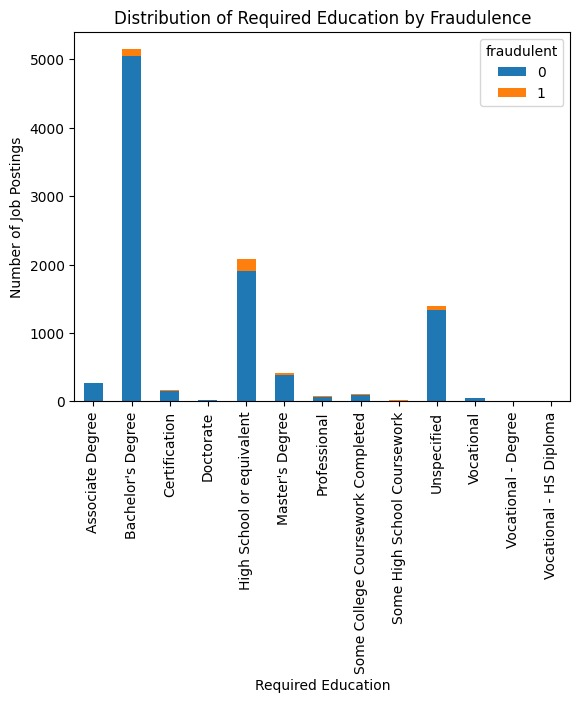 Distribution of Required Education by Fraudulence
fraudulent
0
1
5000
4000
3000
2000
1000
0
Number of Job Postings
Associate Degree
Bachelor's Degree
Certification
Doctorate
High School or equivalent
Master's Degree
Professional
Some College Coursework Completed
Some High School Coursework
Unspecified
Vocational
Vocational - Degree
Vocational - HS Diploma
Required Education